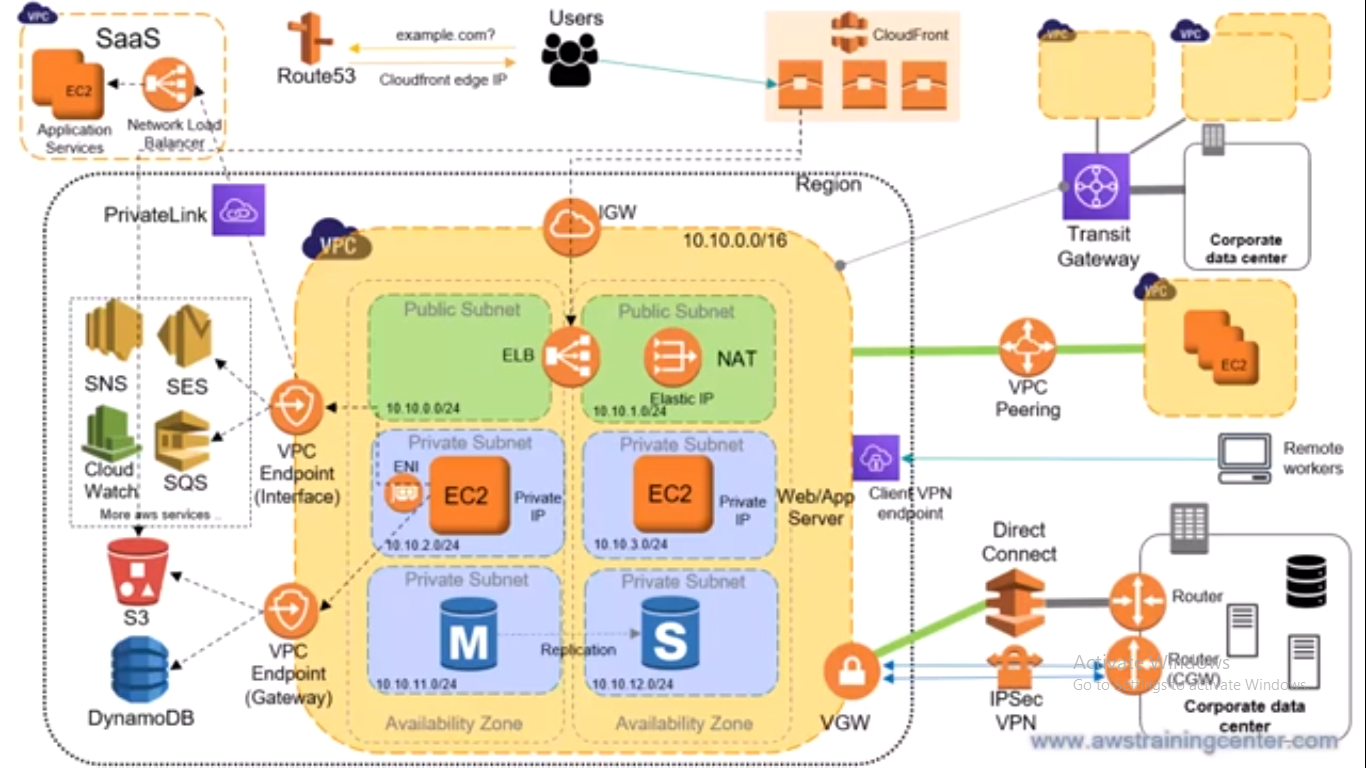 VPC
SaaS
EC2
Application
Services
Network Load
Balancer
Route53
example.com?
Cloudfront edge IP
Users
CloudFront
VPC
VPC
Transit
Gateway
Corporate
data center
Region
PrivateLink
IGW
VPC
10.10.0.0/16
Public Subnet
10.10.0.0/24
ELB
Public Subnet
NAT
Elastic IP
10.10.1.0/24
SNS
SES
Cloud
Watch
SQS
More aws services ..
VPC
Endpoint
(Interface)
Private Subnet
ENI
EC2
Private
IP
10.10.2.0/24
Private Subnet
EC2
Private
IP
10.10.3.0/24
Web/App
Server
VPC
EC2
VPC
Peering
Client VPN
endpoint
Remote
workers
S3
DynamoDB
VPC
Endpoint
(Gateway)
Private Subnet
M
10.10.11.0/24
Replication
Private Subnet
S
10.10.12.0/24
Availability Zone
Availability Zone
VGW
Direct
Connect
IPSec
VPN
Router
Router
(CGW)
Corporate data
center
Activate Windows
Go to Settings to activate Windows.
www.awstrainingcenter.com